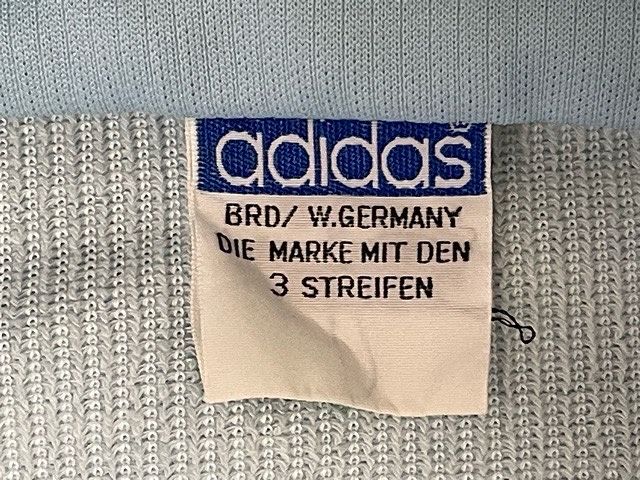 adidas®
BRD/ W.GERMANY
DIE MARKE MIT DEN
3 STREIFEN